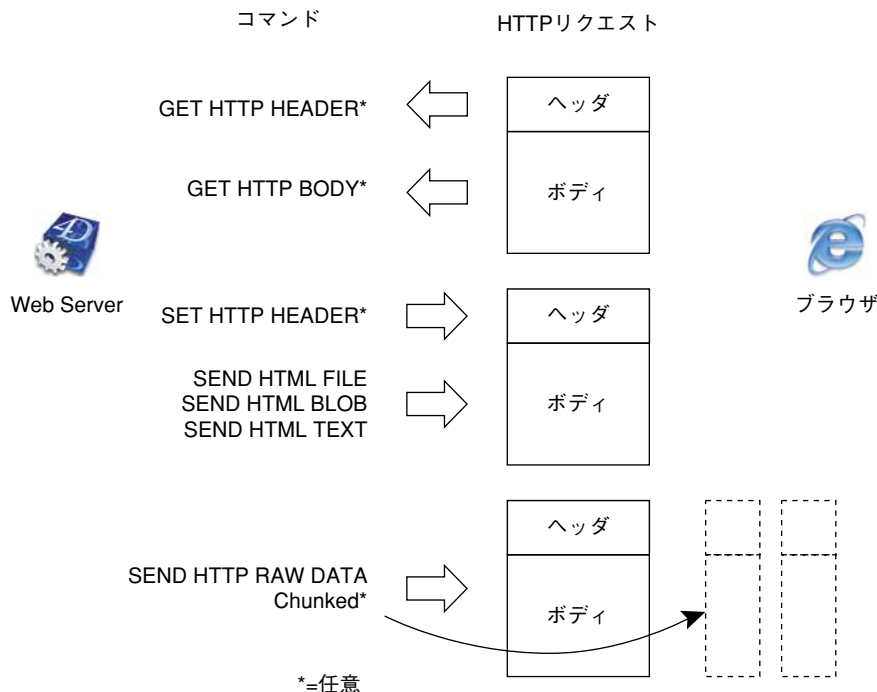 コマンド
HTTPリクエスト
GET HTTP HEADER*
ヘッダ
GET HTTP BODY*
ボディ
4D
Web Server
ブラウザ
SET HTTP HEADER*
ヘッダ
SEND HTML FILE
SEND HTML BLOB
SEND HTML TEXT
ボディ
ヘッダ
SEND HTTP RAW DATA
Chunked*
ボディ
*=任意